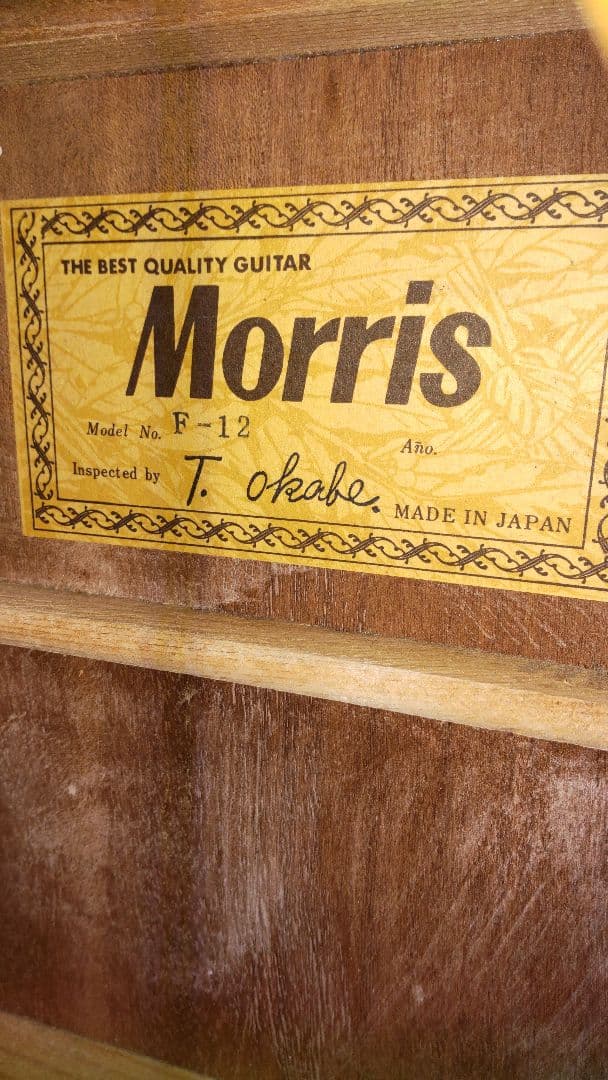 THE BEST QUALITY GUITAR
Morris
Model No. F-12
Año.
Inspected by T. Okabe.
MADE IN JAPAN